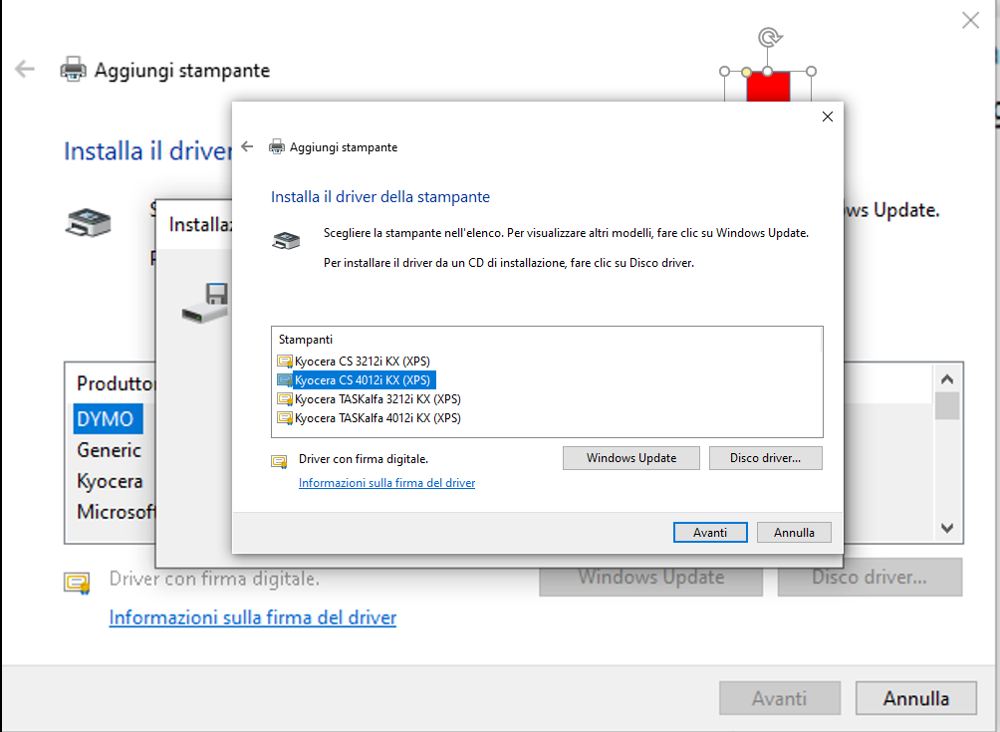 Aggiungi stampante
Installa il driver
ws Update.
Installaz
Aggiungi stampante
Installa il driver della stampante
Scegliere la stampante nell'elenco. Per visualizzare altri modelli, fare clic su Windows Update.
Per installare il driver da un CD di installazione, fare clic su Disco driver.
Stampanti
Kyocera CS 3212i KX (XPS)
Kyocera CS 4012i KX (XPS)
Kyocera TASKalfa 3212i KX (XPS)
Kyocera TASKalfa 4012i KX (XPS)
Driver con firma digitale.
Windows Update
Disco driver...
Informazioni sulla firma del driver
Avanti
Annulla
Produtto
DYMO
Generic
Kyocera
Microsoft
Driver con firma digitale.
Windows Update
Disco driver...
Informazioni sulla firma del driver
Avanti
Annulla